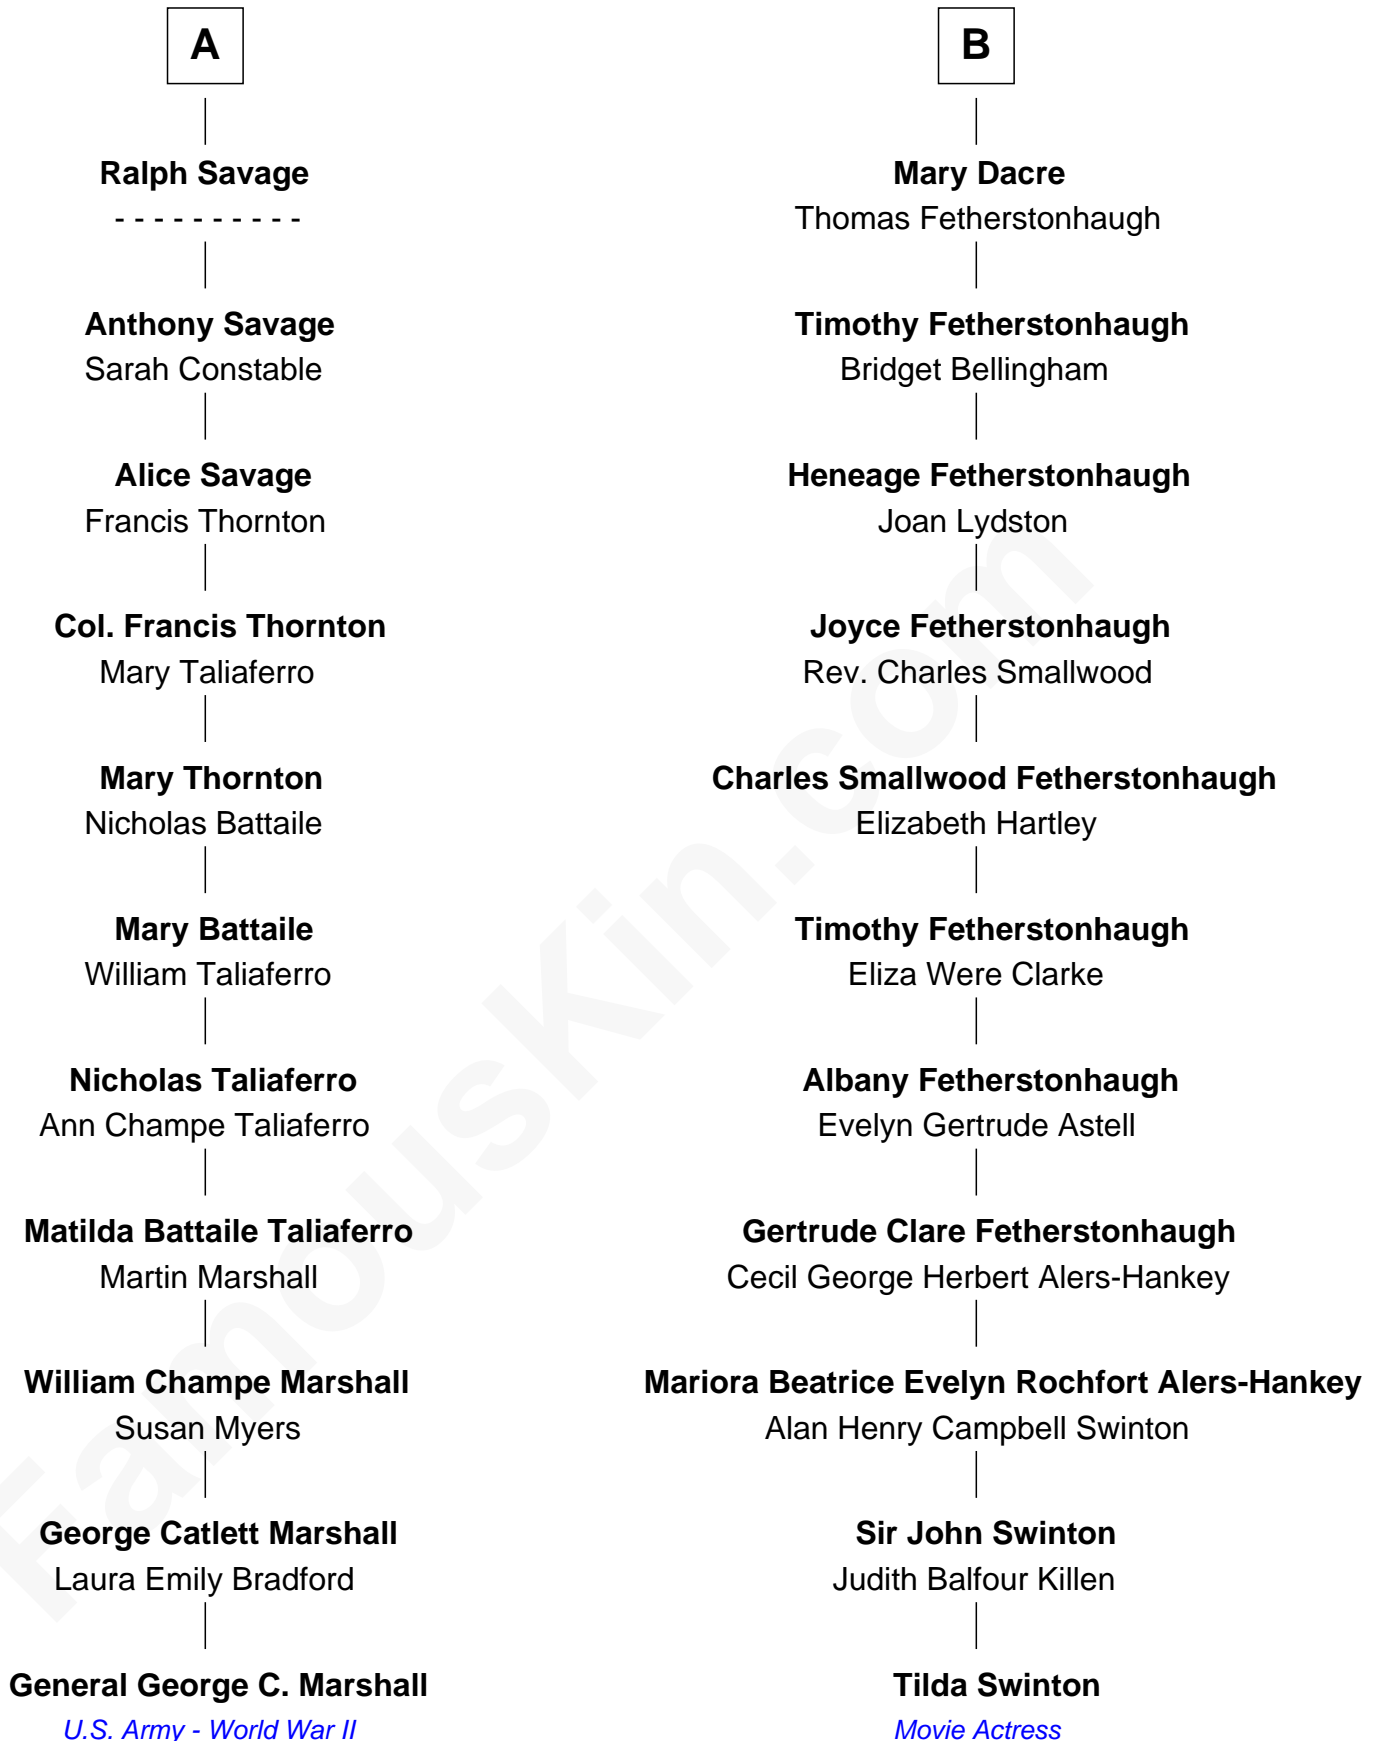 A
B
Ralph Savage
- - - - - - - - - -
Mary Dacre
Thomas Fetherstonhaugh
Anthony Savage
Sarah Constable
Timothy Fetherstonhaugh
Bridget Bellingham
Alice Savage
Francis Thornton
Heneage Fetherstonhaugh
Joan Lydston
Col. Francis Thornton
Mary Taliaferro
Joyce Fetherstonhaugh
Rev. Charles Smallwood
Mary Thornton
Nicholas Battaile
Charles Smallwood Fetherstonhaugh
Elizabeth Hartley
Mary Battaile
William Taliaferro
Timothy Fetherstonhaugh
Eliza Were Clarke
Nicholas Taliaferro
Ann Champe Taliaferro
Albany Fetherstonhaugh
Evelyn Gertrude Astell
Matilda Battaile Taliaferro
Martin Marshall
Gertrude Clare Fetherstonhaugh
Cecil George Herbert Alers-Hankey
William Champe Marshall
Susan Myers
Mariora Beatrice Evelyn Rochfort Alers-Hankey
Alan Henry Campbell Swinton
George Catlett Marshall
Laura Emily Bradford
Sir John Swinton
Judith Balfour Killen
General George C. Marshall
U.S. Army - World War II
Tilda Swinton
Movie Actress
FamousKin.com